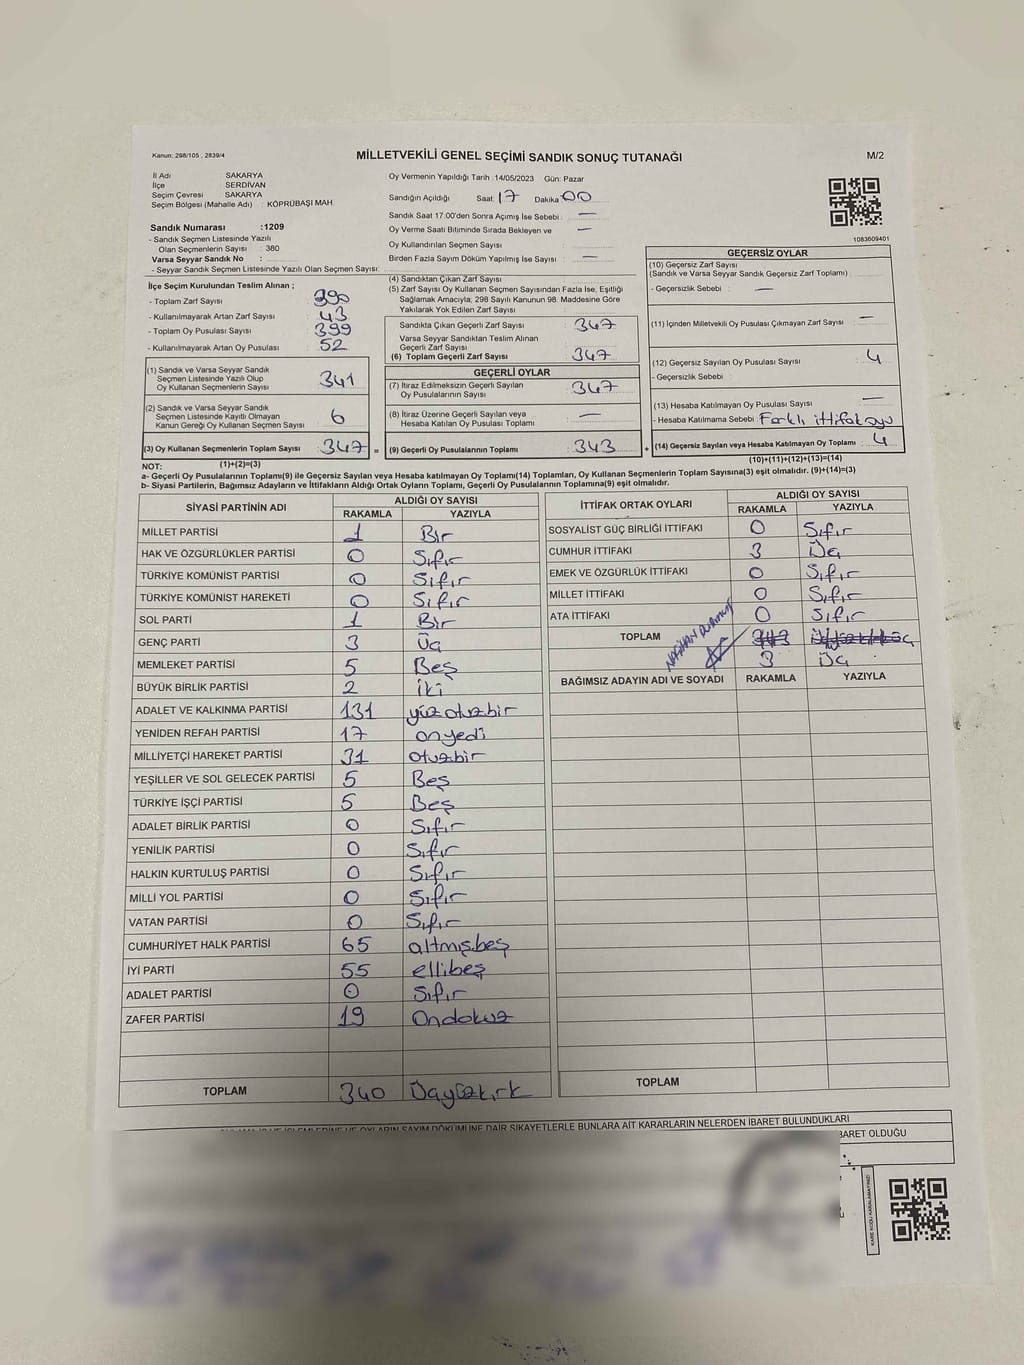 Kanun; 298/105 , 2839/4
MİLLETVEKİLİ GENEL SEÇİMİ SANDIK SONUÇ TUTANAĞI
M/2
İl Adı SAKARYA
İlçe SERDİVAN
Seçim Çevresi SAKARYA
Seçim Bölgesi (Mahalle Adı) : KÖPRÜBAŞI MAH.
Oy Vermenin Yapıldığı Tarih : 14/05/2023 Gün: Pazar
Sandığın Açıldığı Saat: 17 Dakika 00
Sandık Saat 17.00'den Sonra Açımış İse Sebebi : —
Oy Verme Saati Bitiminde Sırada Bekleyen ve —
Oy Kullandırılan Seçmen Sayısı
Birden Fazla Sayım Döküm Yapılmış İse Sayısı : —
1083609401
Sandık Numarası :1209
- Sandık Seçmen Listesinde Yazılı
Olan Seçmenlerin Sayısı : 380
Varsa Seyyar Sandık No :
- Seyyar Sandık Seçmen Listesinde Yazılı Olan Seçmen Sayısı:
İlçe Seçim Kurulundan Teslim Alınan ;
- Toplam Zarf Sayısı : 390
- Kullanılmayarak Artan Zarf Sayısı : 43
- Toplam Oy Pusulası Sayısı : 399
- Kullanılmayarak Artan Oy Pusulası : 52
(1) Sandık ve Varsa Seyyar Sandık
Seçmen Listesinde Yazılı Olup
Oy Kullanan Seçmenlerin Sayısı 341
(2) Sandık ve Varsa Seyyar Sandık
Seçmen Listesinde Kayıtlı Olmayan
Kanun Gereği Oy Kullanan Seçmen Sayısı : 6
(3) Oy Kullanan Seçmenlerin Toplam Sayısı : 347 =
(1)+(2)=(3)
(4) Sandıktan Çıkan Zarf Sayısı :
(5) Zarf Sayısı Oy Kullanan Seçmen Sayısından Fazla İse, Eşitliği
Sağlamak Amacıyla; 298 Sayılı Kanunun 98. Maddesine Göre
Yakılarak Yok Edilen Zarf Sayısı :
Sandıkta Çıkan Geçerli Zarf Sayısı : 347
Varsa Seyyar Sandıktan Teslim Alınan
Geçerli Zarf Sayısı :
(6) Toplam Geçerli Zarf Sayısı : 347
GEÇERLİ OYLAR
(7) İtiraz Edilmeksizin Geçerli Sayılan
Oy Pusulalarının Sayısı : 347
(8) İtiraz Üzerine Geçerli Sayılan veya
Hesaba Katılan Oy Pusulası Toplamı : —
(9) Geçerli Oy Pusulalarının Toplamı : 343 +
GEÇERSİZ OYLAR
(10) Geçersiz Zarf Sayısı
(Sandık ve Varsa Seyyar Sandık Geçersiz Zarf Toplamı)
- Geçersizlik Sebebi : —
(11) İçinden Milletvekili Oy Pusulası Çıkmayan Zarf Sayısı : —
(12) Geçersiz Sayılan Oy Pusulası Sayısı : 4
- Geçersizlik Sebebi :
(13) Hesaba Katılmayan Oy Pusulası Sayısı : —
- Hesaba Katılmama Sebebi : Farklı ittifak oyu
(14) Geçersiz Sayılan veya Hesaba Katılmayan Oy Toplamı : 4
(10)+(11)+(12)+(13)=(14)
NOT:
a- Geçerli Oy Pusulalarının Toplamı(9) ile Geçersiz Sayılan veya Hesaba Katılmayan Oy Toplamı(14) Toplamları, Oy Kullanan Seçmenlerin Toplam Sayısına(3) eşit olmalıdır. (9)+(14)=(3)
b- Siyasi Partilerin, Bağımsız Adayların ve İttifakların Aldığı Ortak Oyların Toplamı, Geçerli Oy Pusulalarının Toplamına(9) eşit olmalıdır.
SİYASİ PARTİNİN ADI ALDIĞI OY SAYISI
RAKAMLA YAZIYLA
MİLLET PARTİSİ 1 Bir
HAK VE ÖZGÜRLÜKLER PARTİSİ 0 Sıfır
TÜRKİYE KOMÜNİST PARTİSİ 0 Sıfır
TÜRKİYE KOMÜNİST HAREKETİ 0 Sıfır
SOL PARTİ 1 Bir
GENÇ PARTİ 3 Üç
MEMLEKET PARTİSİ 5 Beş
BÜYÜK BİRLİK PARTİSİ 2 iki
ADALET VE KALKINMA PARTİSİ 131 yüzotuzbir
YENİDEN REFAH PARTİSİ 17 onyedi
MİLLİYETÇİ HAREKET PARTİSİ 31 otuzbir
YEŞİLLER VE SOL GELECEK PARTİSİ 5 Beş
TÜRKİYE İŞÇİ PARTİSİ 5 Beş
ADALET BİRLİK PARTİSİ 0 Sıfır
YENİLİK PARTİSİ 0 Sıfır
HALKIN KURTULUŞ PARTİSİ 0 Sıfır
MİLLİ YOL PARTİSİ 0 Sıfır
VATAN PARTİSİ 0 Sıfır
CUMHURİYET HALK PARTİSİ 65 altmışbeş
İYİ PARTİ 55 ellibeş
ADALET PARTİSİ 0 Sıfır
ZAFER PARTİSİ 19 Ondokuz
TOPLAM 340 Üçyüzkırk
İTTİFAK ORTAK OYLARI ALDIĞI OY SAYISI
RAKAMLA YAZIYLA
SOSYALİST GÜÇ BİRLİĞİ İTTİFAKI 0 Sıfır
CUMHUR İTTİFAKI 3 Üç
EMEK VE ÖZGÜRLÜK İTTİFAKI 0 Sıfır
MİLLET İTTİFAKI 0 Sıfır
ATA İTTİFAKI 0 Sıfır
TOPLAM 343
3 Üç
BAĞIMSIZ ADAYIN ADI VE SOYADI RAKAMLA YAZIYLA
TOPLAM
OYLARIN SAYIM DÖKÜMÜNE DAİR ŞİKAYETLERLE BUNLARA AİT KARARLARIN NELERDEN İBARET BULUNDUKLARI
BARET OLDUĞU